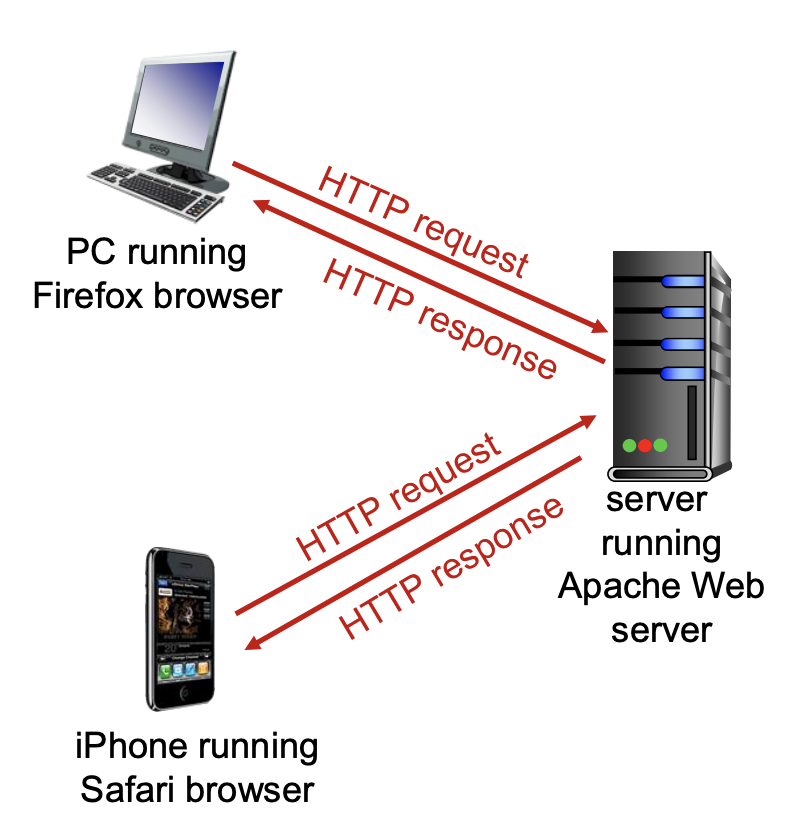 HTTP request
HTTP response
PC running
Firefox browser
HTTP request
HTTP response
server
running
Apache Web
server
iPhone running
Safari browser